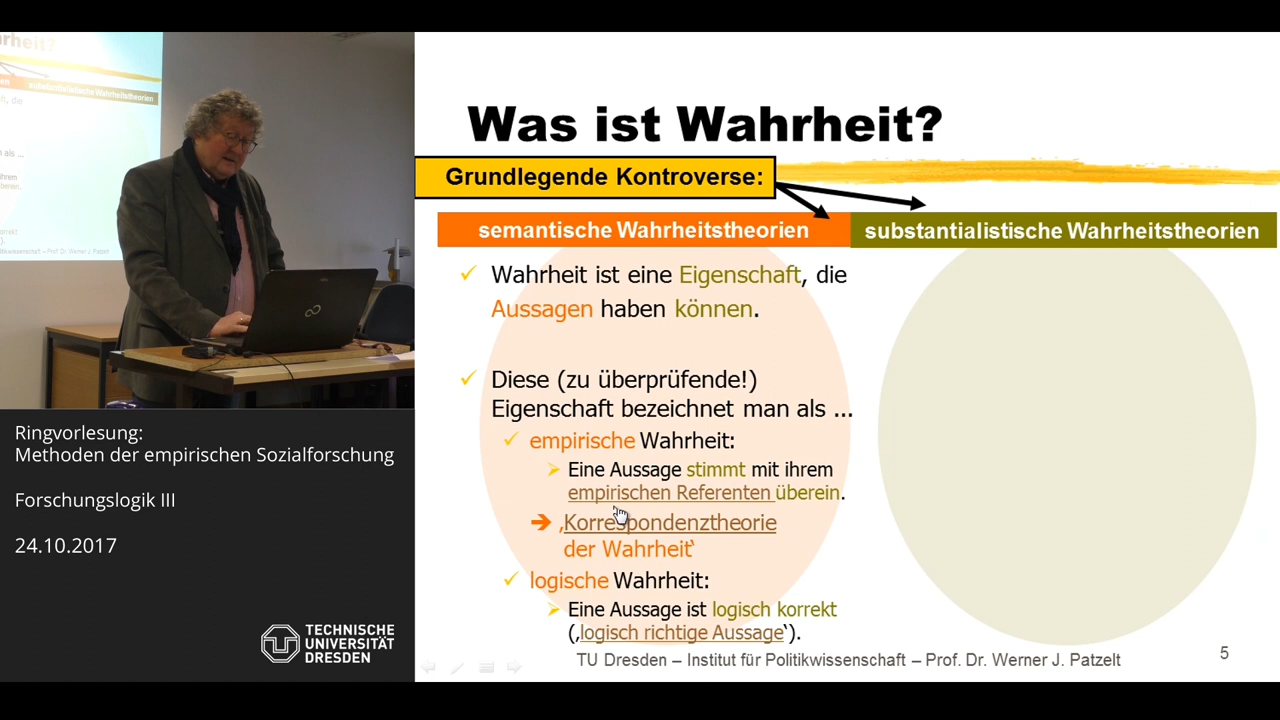 rheit?
substantialistische Wahrheitstheorien
Ringvorlesung:
Methoden der empirischen Sozialforschung
Forschungslogik III
24.10.2017
TECHNISCHE
UNIVERSITÄT
DRESDEN
Was ist Wahrheit?
Grundlegende Kontroverse:
semantische Wahrheitstheorien
substantialistische Wahrheitstheorien
Wahrheit ist eine Eigenschaft, die
Aussagen haben können.
Diese (zu überprüfende!)
Eigenschaft bezeichnet man als ...
empirische Wahrheit:
Eine Aussage stimmt mit ihrem
empirischen Referenten überein.
‚Korrespondenztheorie
der Wahrheit‘
logische Wahrheit:
Eine Aussage ist logisch korrekt
(‚logisch richtige Aussage‘).
TU Dresden – Institut für Politikwissenschaft – Prof. Dr. Werner J. Patzelt
5